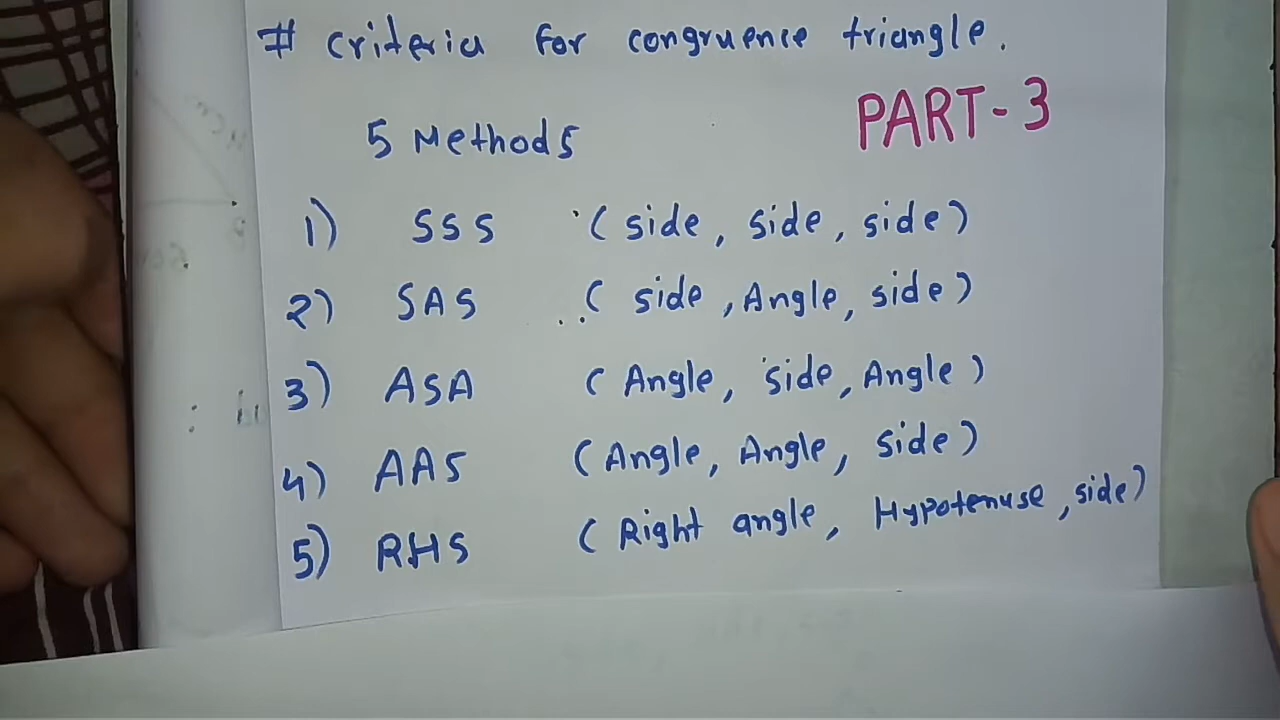 # criteria for congruence triangle.
PART-3
5 Methods
1) SSS (side, side, side)
2) SAS (side, Angle, side)
3) ASA (Angle, side, Angle)
4) AAS (Angle, Angle, side)
5) RHS (Right angle, Hypotenuse, side)